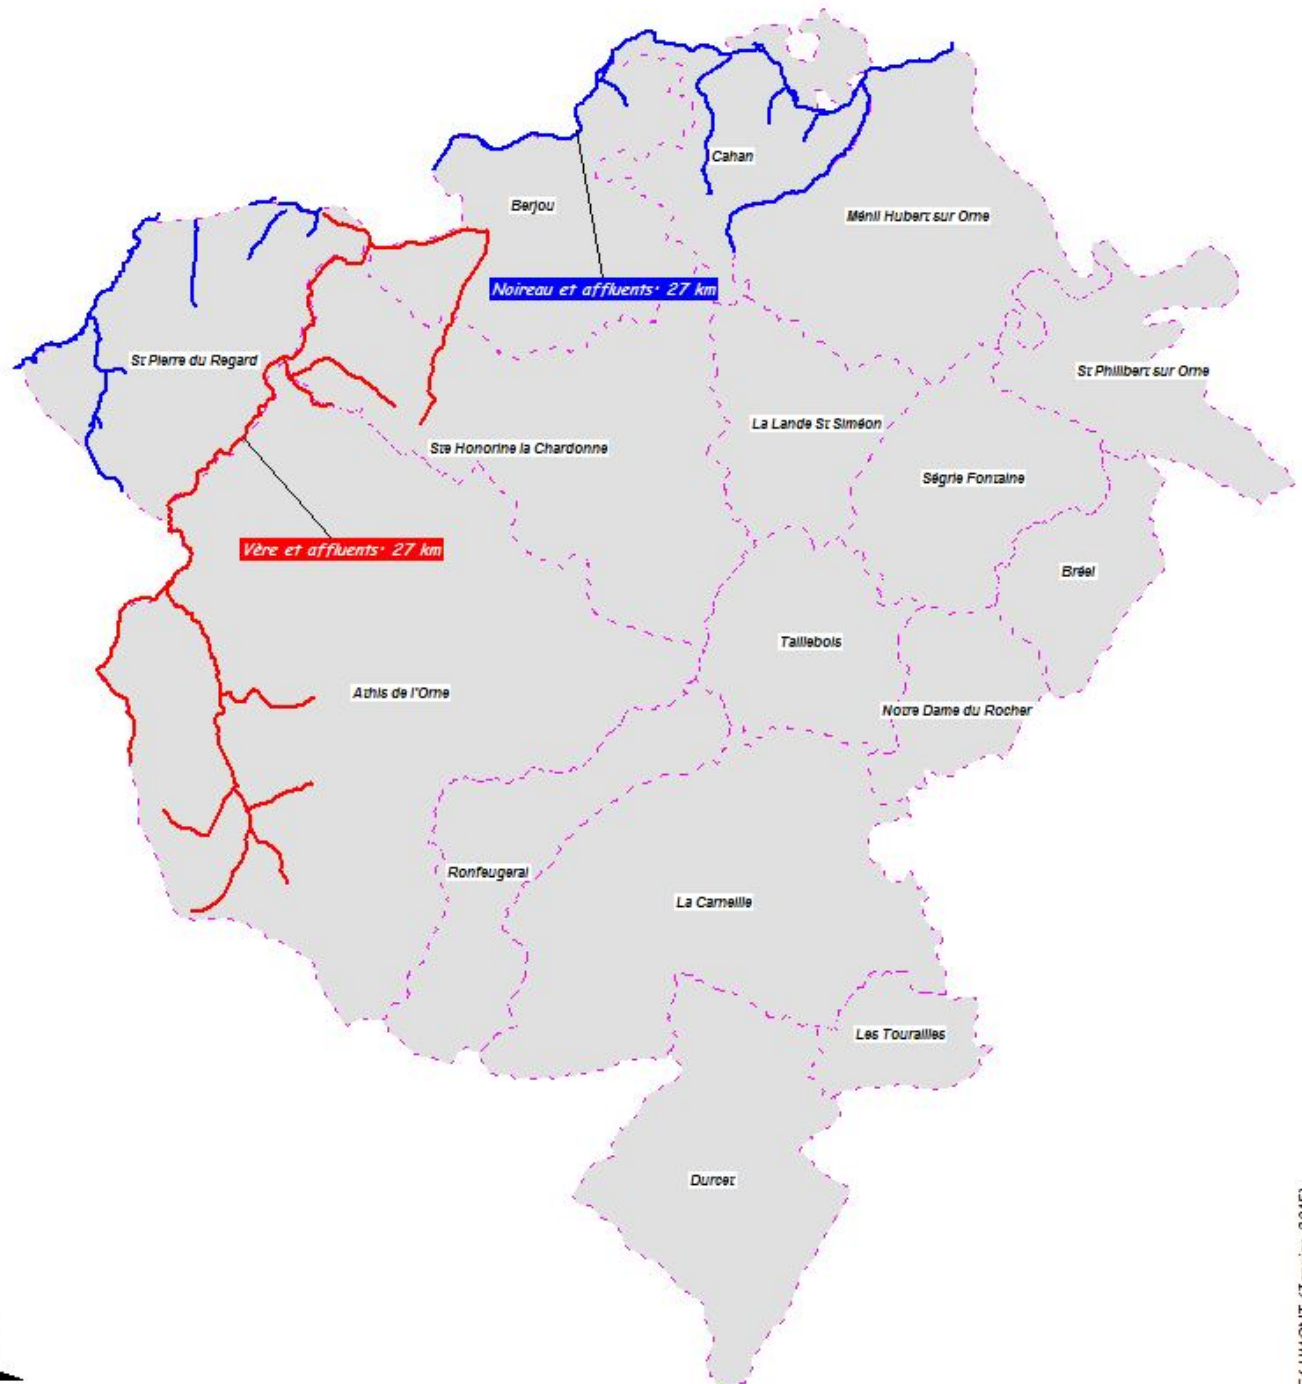 Cahan
Berjou
Ménil Hubert sur Orne
Noireau et affluents: 27 km
St Pierre du Regard
St Philibert sur Orne
La Lande St Siméon
Ste Honorine la Chardonne
Ségrie Fontaine
Vère et affluents: 27 km
Bréel
Taillebois
Athis de l'Orne
Notre Dame du Rocher
Ronfeugerai
La Carneille
Les Tourailles
Durcet